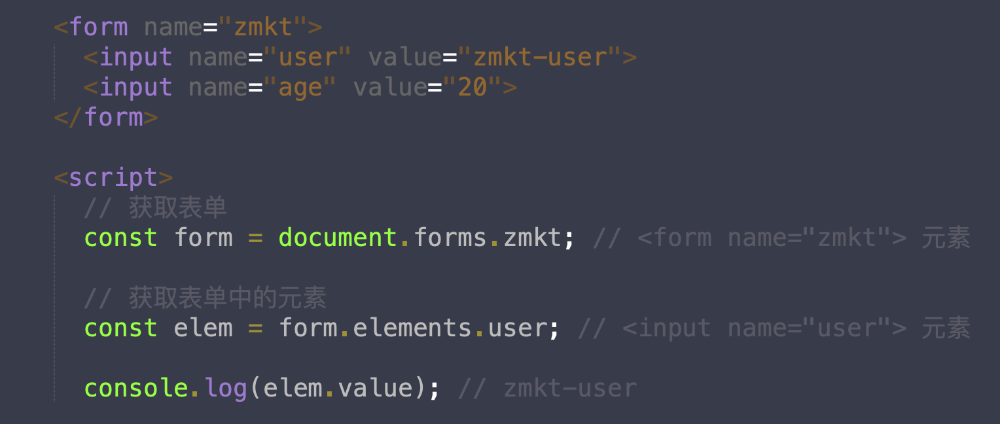 <form name="zmkt">
<input name="user" value="zmkt-user">
<input name="age" value="20">
</form>
<script>
// 获取表单
const form = document.forms.zmkt; // <form name="zmkt"> 元素
// 获取表单中的元素
const elem = form.elements.user; // <input name="user"> 元素
console.log(elem.value); // zmkt-user